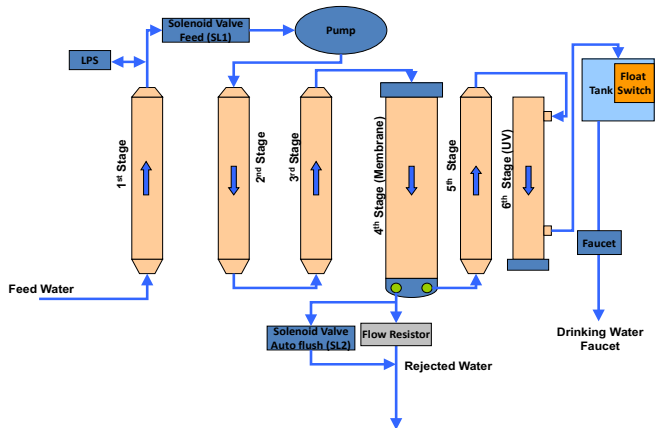 Solenoid Valve
Feed (SL1)
Pump
LPS
1st Stage
2nd Stage
3rd Stage
4th Stage (Membrane)
5th Stage
6th Stage (UV)
Tank
Float
Switch
Faucet
Feed Water
Solenoid Valve
Auto flush (SL2)
Flow Resistor
Rejected Water
Drinking Water
Faucet